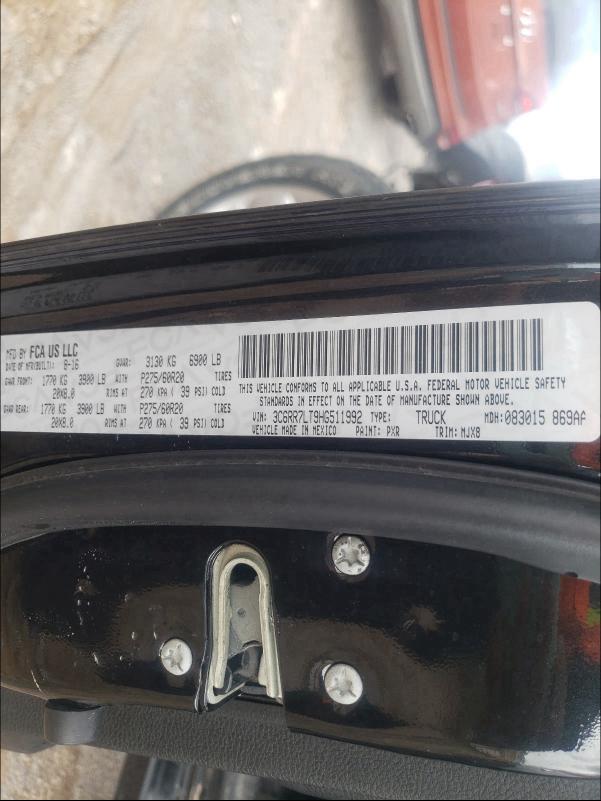 MFD BY FCA US LLC
DATE OF MFR(BUILT): 8-16 GVWR: 3130 KG 6900 LB
GAWR FRONT: 1770 KG 3900 LB WITH P275/60R20 TIRES
20X8.0 RIMS AT 270 KPA ( 39 PSI) COLD
GAWR REAR: 1770 KG 3900 LB WITH P275/60R20 TIRES
20X8.0 RIMS AT 270 KPA ( 39 PSI) COLD
THIS VEHICLE CONFORMS TO ALL APPLICABLE U.S.A. FEDERAL MOTOR VEHICLE SAFETY
STANDARDS IN EFFECT ON THE DATE OF MANUFACTURE SHOWN ABOVE.
VIN: 3C6RR7LT9HG511992 TYPE: TRUCK MDH: 083015 869AA
VEHICLE MADE IN MEXICO PAINT: PXR TRIM: MJX8